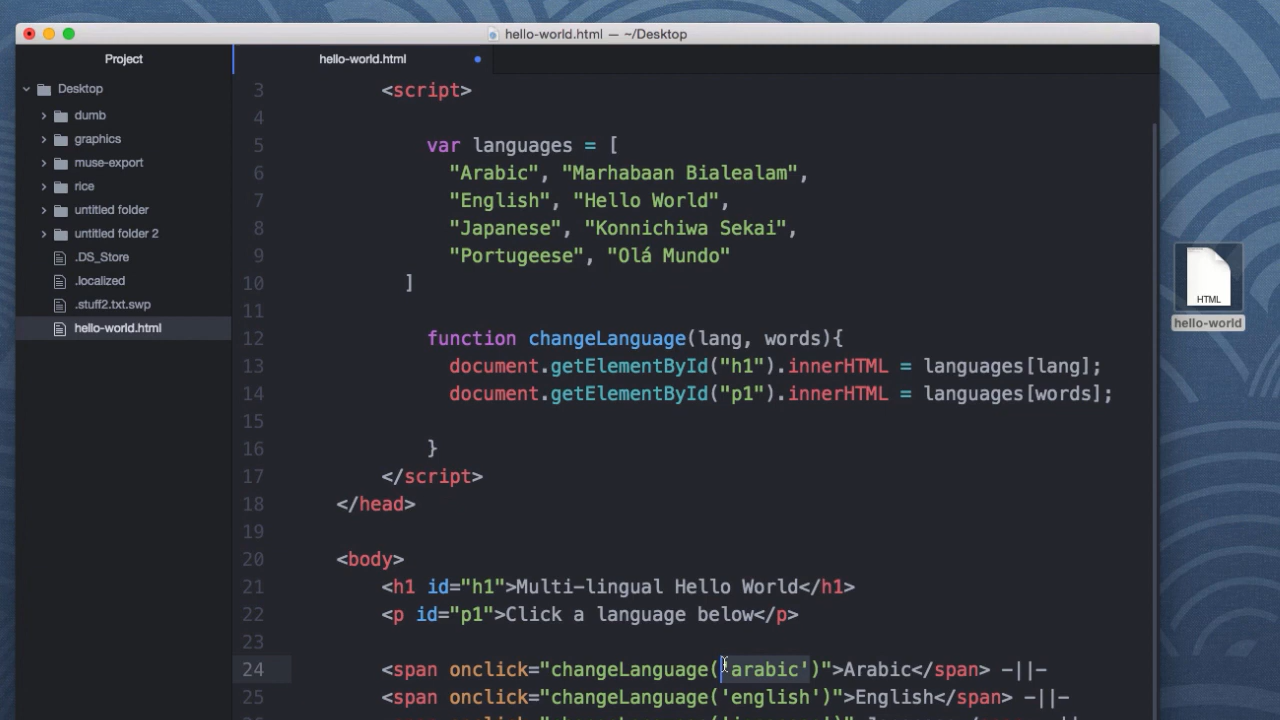 hello-world.html — ~/Desktop
Project
hello-world.html
Desktop
dumb
graphics
muse-export
rice
untitled folder
untitled folder 2
.DS_Store
.localized
.stuff2.txt.swp
hello-world.html
3 <script>
4
5 var languages = [
6 "Arabic", "Marhabaan Bialealam",
7 "English", "Hello World",
8 "Japanese", "Konnichiwa Sekai",
9 "Portugeese", "Olá Mundo"
10 ]
11
12 function changeLanguage(lang, words){
13 document.getElementById("h1").innerHTML = languages[lang];
14 document.getElementById("p1").innerHTML = languages[words];
15
16 }
17 </script>
18 </head>
19
20 <body>
21 <h1 id="h1">Multi-lingual Hello World</h1>
22 <p id="p1">Click a language below</p>
23
24 <span onclick="changeLanguage('arabic')">Arabic</span> -||-
25 <span onclick="changeLanguage('english')">English</span> -||-
HTML
hello-world